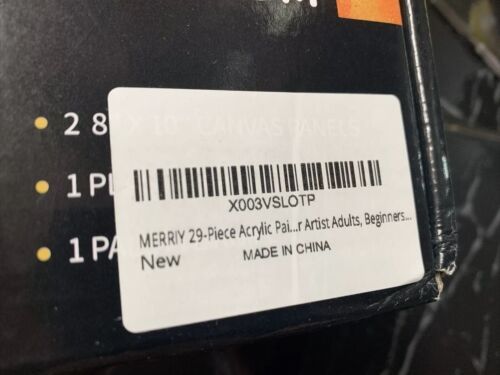 2 8" X 10" CANVAS PANELS
1 PL
1 PA
X003VSLOTP
MERRIY 29-Piece Acrylic Pai...r Artist Adults, Beginners...
New
MADE IN CHINA